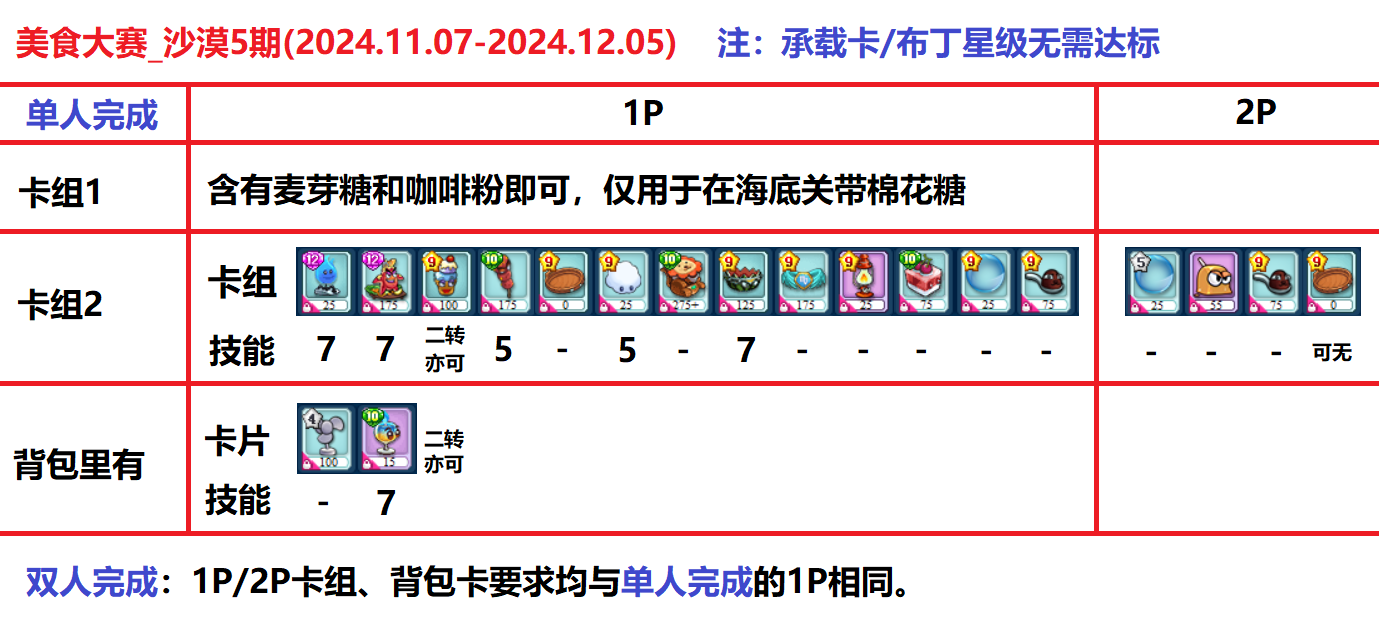 美食大赛_沙漠5期(2024.11.07-2024.12.05) 注：承载卡/布丁星级无需达标
单人完成 1P 2P
卡组1 含有麦芽糖和咖啡粉即可，仅用于在海底关带棉花糖
卡组2
卡组 12 12 9 10 9 9 10 9 9 9 10 9 9 5 9 9
25 175 100 175 0 25 275+ 125 175 25 75 25 75 25 55 75 0
技能 7 7 二转亦可 5 - 5 - 7 - - - - - - - - 可无
背包里有
卡片 4 10 二转
100 15 亦可
技能 - 7
双人完成：1P/2P卡组、背包卡要求均与单人完成的1P相同。